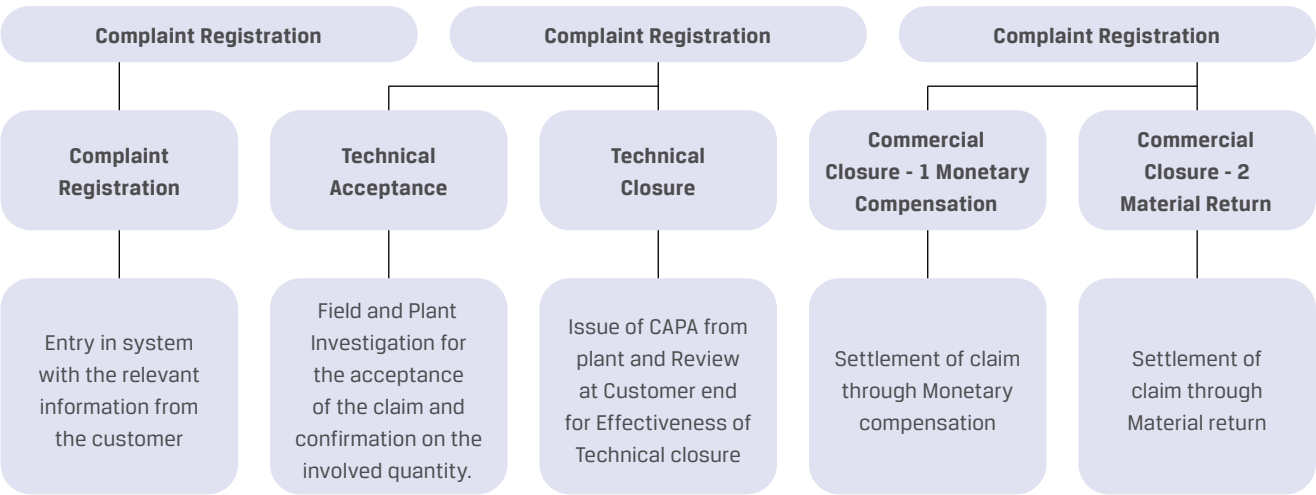 Complaint Registration
Complaint Registration
Complaint Registration
Complaint
Registration
Technical
Acceptance
Technical
Closure
Commercial
Closure - 1 Monetary
Compensation
Commercial
Closure - 2
Material Return
Entry in system
with the relevant
information from
the customer
Field and Plant
Investigation for
the acceptance
of the claim and
confirmation on the
involved quantity.
Issue of CAPA from
plant and Review
at Customer end
for Effectiveness of
Technical closure
Settlement of claim
through Monetary
compensation
Settlement of
claim through
Material return